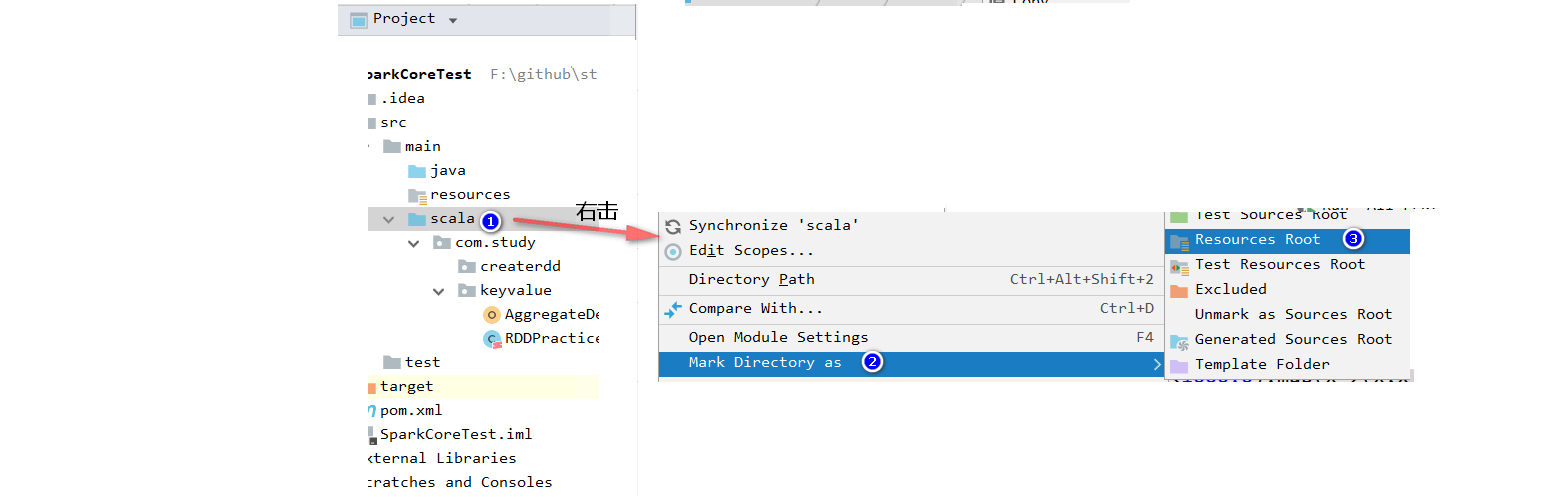 Project
parkCoreTest F:\github\st
.idea
src
main
java
resources
scala 1
com.study
createrdd
keyvalue
AggregateDe
RDDPractice
test
target
pom.xml
SparkCoreTest.iml
xternal Libraries
cratches and Consoles
右击
Synchronize 'scala'
Edit Scopes...
Directory Path Ctrl+Alt+Shift+2
Compare With... Ctrl+D
Open Module Settings F4
Mark Directory as 2
Test Sources Root
Resources Root 3
Test Resources Root
Excluded
Unmark as Sources Root
Generated Sources Root
Template Folder